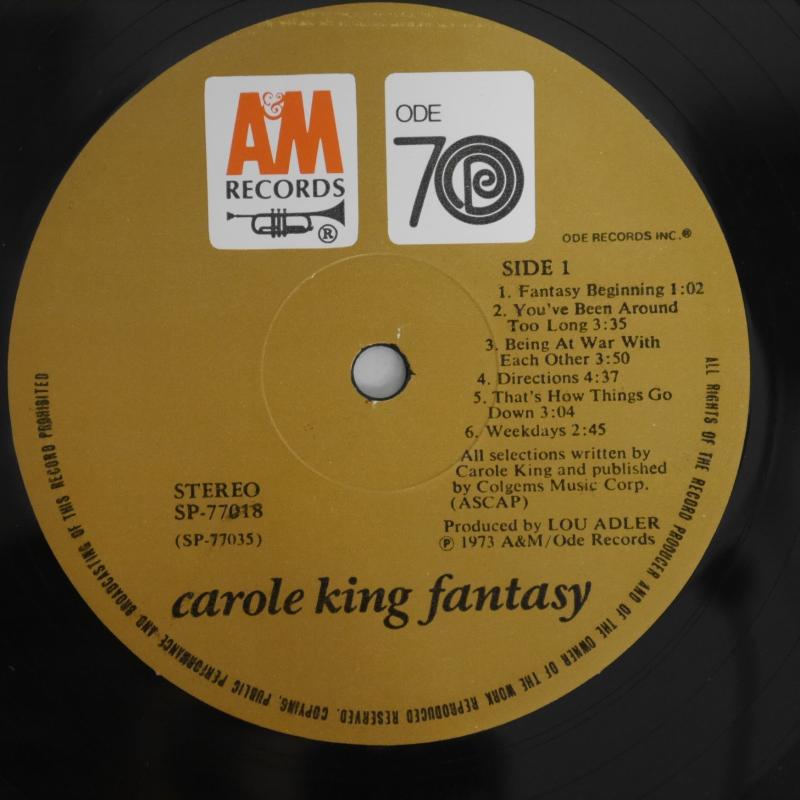 A&M
RECORDS
®
ODE
70
ODE RECORDS INC.®
SIDE 1
1. Fantasy Beginning 1:02
2. You've Been Around
Too Long 3:35
3. Being At War With
Each Other 3:50
4. Directions 4:37
5. That's How Things Go
Down 3:04
6. Weekdays 2:45
All selections written by
Carole King and published
by Colgems Music Corp.
(ASCAP)
Produced by LOU ADLER
℗ 1973 A&M/Ode Records
STEREO
SP-77018
(SP-77035)
carole king fantasy
ALL RIGHTS OF THE RECORD PRODUCER AND OF THE OWNER OF THE WORK REPRODUCED RESERVED. COPYING, PUBLIC PERFORMANCE AND BROADCASTING OF THIS RECORD PROHIBITED